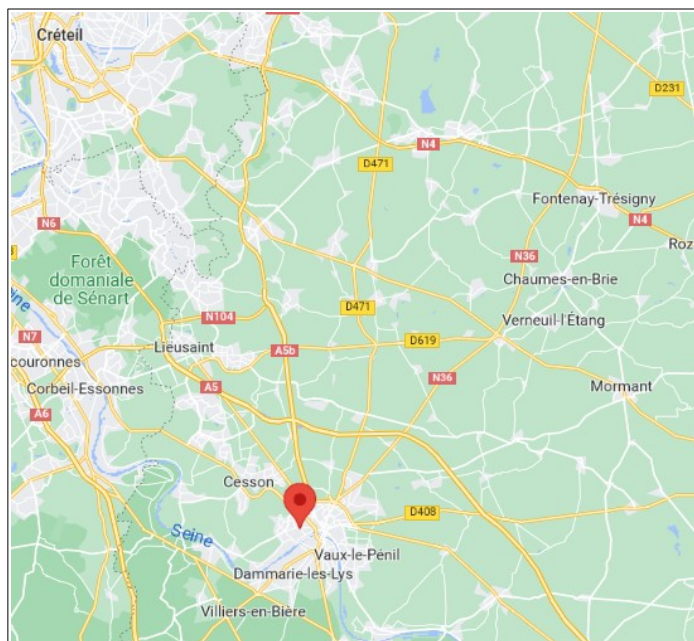 Créteil
D231
N4
D471
Fontenay-Trésigny
N6
N4
Roz
Forêt
domaniale
de Sénart
N36
Chaumes-en-Brie
N7
N104
D471
Verneuil-l'Étang
couronnes
Lieusaint
A5b
D619
Corbeil-Essonnes
A5
N36
Mormant
A6
Cesson
D408
Seine
Vaux-le-Pénil
Dammarie-les-Lys
Villiers-en-Bière